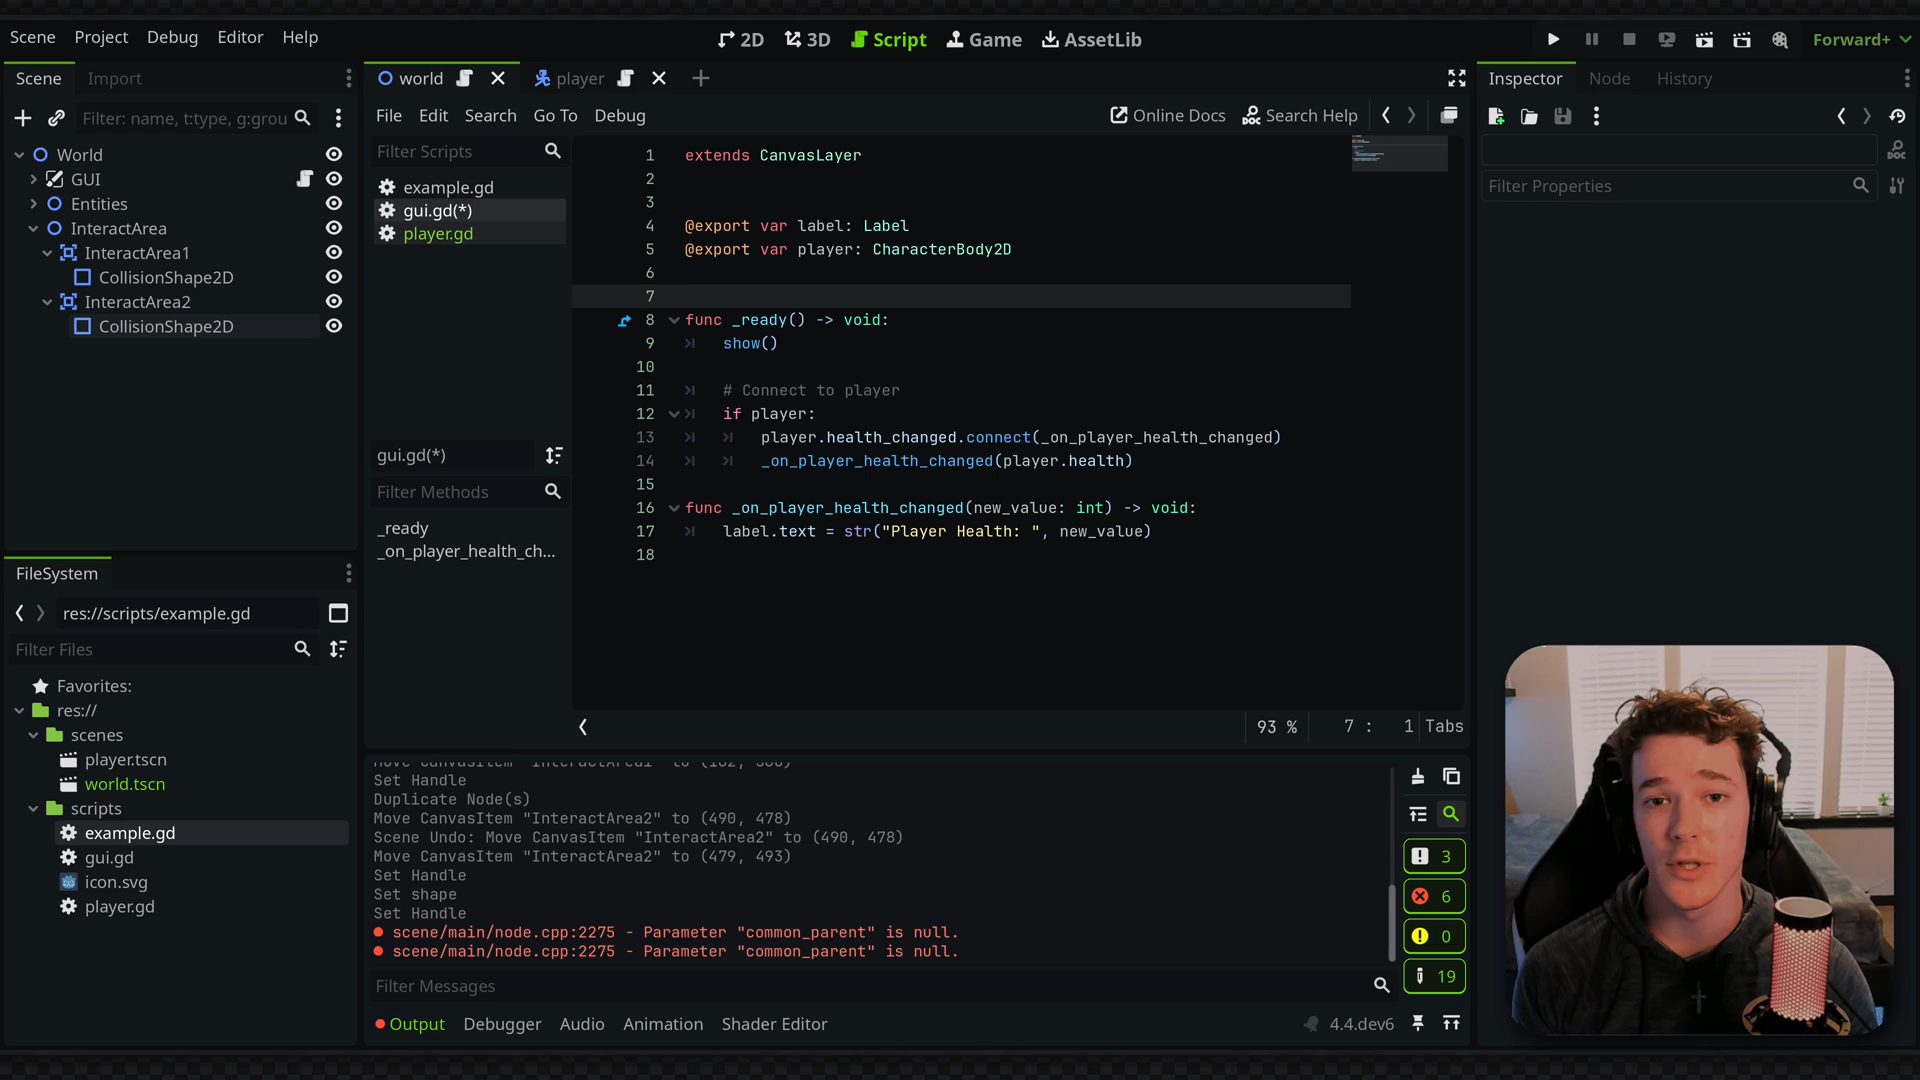 Scene Project Debug Editor Help
2D 3D Script Game AssetLib
Forward+
Scene Import
Filter: name, t:type, g:grou
World
GUI
Entities
InteractArea
InteractArea1
CollisionShape2D
InteractArea2
CollisionShape2D
FileSystem
res://scripts/example.gd
Filter Files
Favorites:
res://
scenes
player.tscn
world.tscn
scripts
example.gd
gui.gd
icon.svg
player.gd
world player
File Edit Search Go To Debug
Online Docs Search Help
Filter Scripts
example.gd
gui.gd(*)
player.gd
gui.gd(*)
Filter Methods
_ready
_on_player_health_ch...
1 extends CanvasLayer
2
3
4 @export var label: Label
5 @export var player: CharacterBody2D
6
7
8 func _ready() -> void:
9 show()
10
11 # Connect to player
12 if player:
13 player.health_changed.connect(_on_player_health_changed)
14 _on_player_health_changed(player.health)
15
16 func _on_player_health_changed(new_value: int) -> void:
17 label.text = str("Player Health: ", new_value)
18
93 % 7 : 1 Tabs
Move CanvasItem "InteractArea1" to
Set Handle
Duplicate Node(s)
Move CanvasItem "InteractArea2" to (490, 478)
Scene Undo: Move CanvasItem "InteractArea2" to (490, 478)
Move CanvasItem "InteractArea2" to (479, 493)
Set Handle
Set shape
Set Handle
scene/main/node.cpp:2275 - Parameter "common_parent" is null.
scene/main/node.cpp:2275 - Parameter "common_parent" is null.
Filter Messages
3
6
0
19
Output Debugger Audio Animation Shader Editor
4.4.dev6
Inspector Node History
DOC
Filter Properties